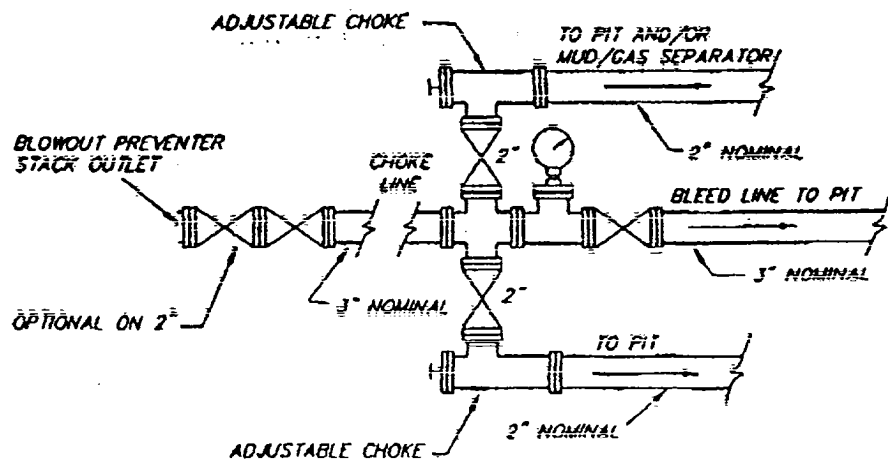 ADJUSTABLE CHOKE
TO PIT AND/OR
MUD/GAS SEPARATOR
2" NOMINAL
BLOWOUT PREVENTER
STACK OUTLET
CHOKE
LINE
2"
BLEED LINE TO PIT
3" NOMINAL
3" NOMINAL
OPTIONAL ON 2"
2"
TO PIT
2" NOMINAL
ADJUSTABLE CHOKE